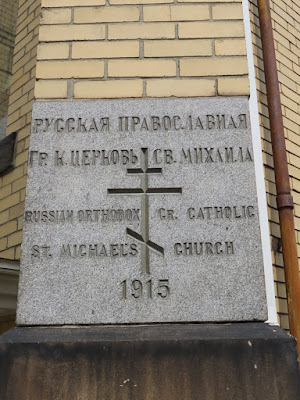 РУССКАЯ ПРАВОСЛАВНАЯ
ГР. К. ЦЕРКОВЬ СВ. МИХАИЛА
RUSSIAN ORTHODOX GR. CATHOLIC
ST. MICHAEL'S CHURCH
1915